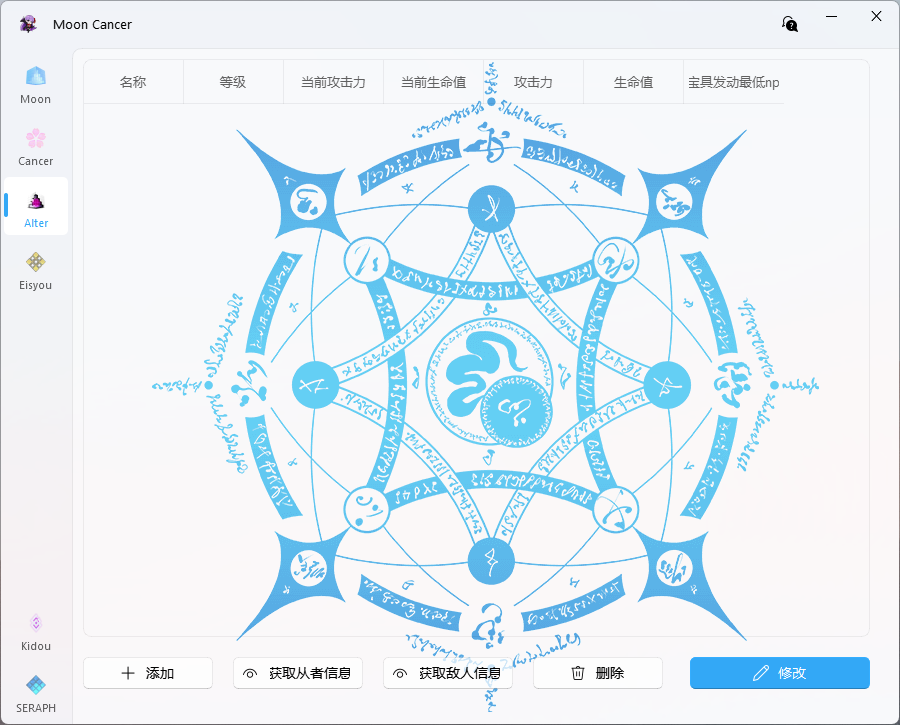 Moon Cancer
Moon
Cancer
Alter
Eisyou
Kidou
SERAPH
名称 等级 当前攻击力 当前生命值 攻击力 生命值 宝具发动最低np
添加 获取从者信息 获取敌人信息 删除 修改